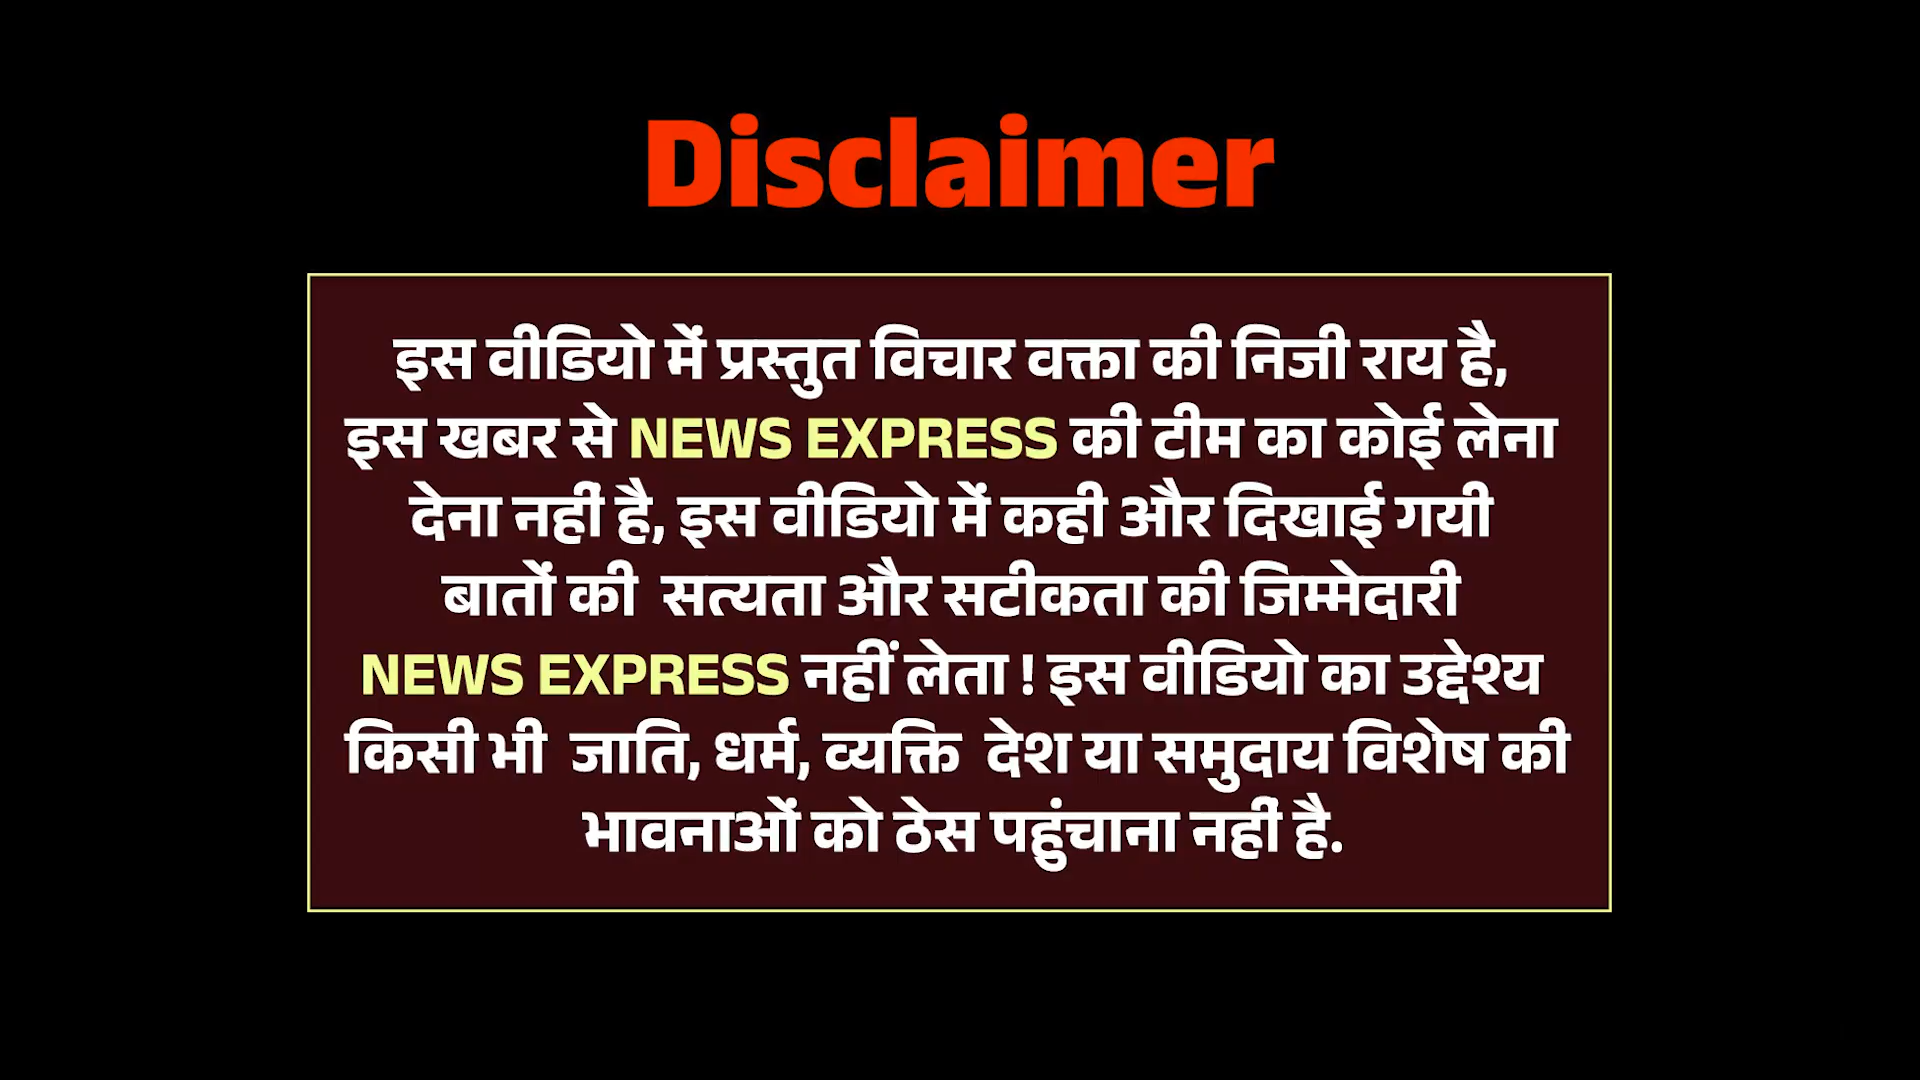 Disclaimer
इस वीडियो में प्रस्तुत विचार वक्ता की निजी राय है,
इस खबर से NEWS EXPRESS की टीम का कोई लेना
देना नहीं है, इस वीडियो में कही और दिखाई गयी
बातों की सत्यता और सटीकता की जिम्मेदारी
NEWS EXPRESS नहीं लेता ! इस वीडियो का उद्देश्य
किसी भी जाति, धर्म, व्यक्ति देश या समुदाय विशेष की
भावनाओं को ठेस पहुंचाना नहीं है.